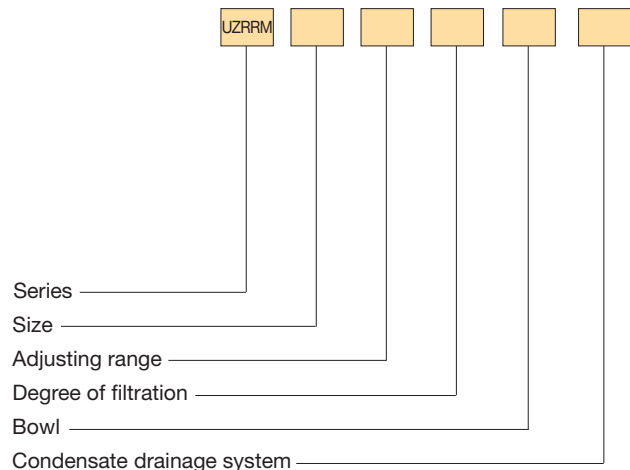 UZRRM
Series
Size
Adjusting range
Degree of filtration
Bowl
Condensate drainage system